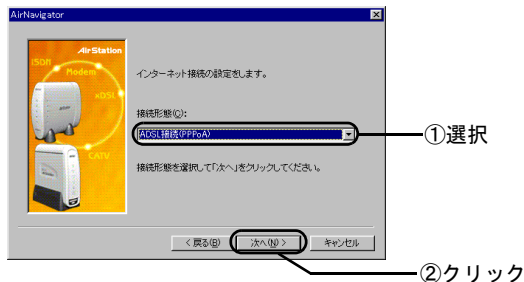 AirNavigator
AirStation
ISDN
Modem
xDSL
CATV
インターネット接続の設定をします。
接続形態(C):
ADSL接続(PPPoA)
①選択
接続形態を選択して「次へ」をクリックしてください。
< 戻る(B)
次へ(N) >
キャンセル
②クリック